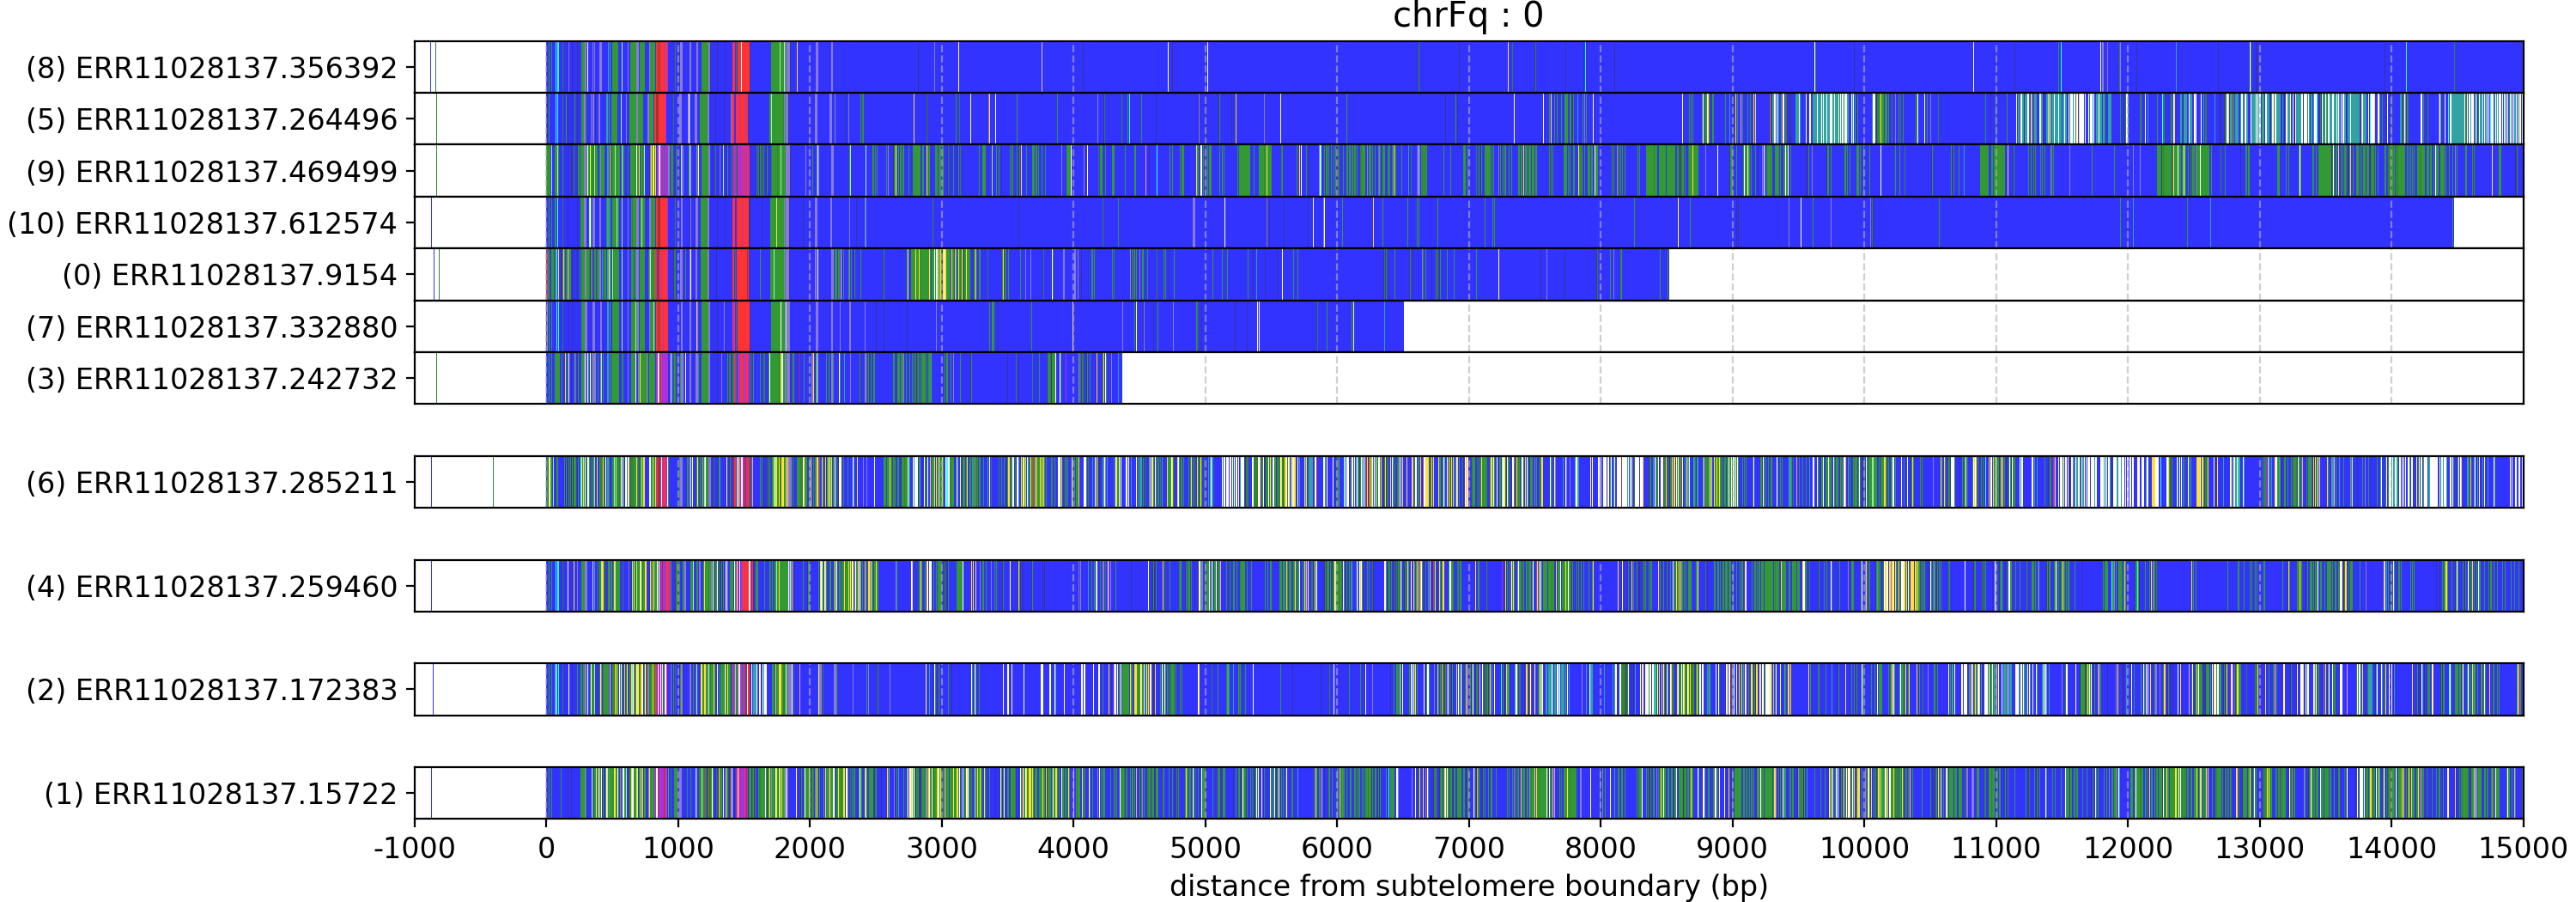 chrFq : 0
(8) ERR11028137.356392
(5) ERR11028137.264496
(9) ERR11028137.469499
(10) ERR11028137.612574
(0) ERR11028137.9154
(7) ERR11028137.332880
(3) ERR11028137.242732
(6) ERR11028137.285211
(4) ERR11028137.259460
(2) ERR11028137.172383
(1) ERR11028137.15722
-1000 0 1000 2000 3000 4000 5000 6000 7000 8000 9000 10000 11000 12000 13000 14000 15000
distance from subtelomere boundary (bp)